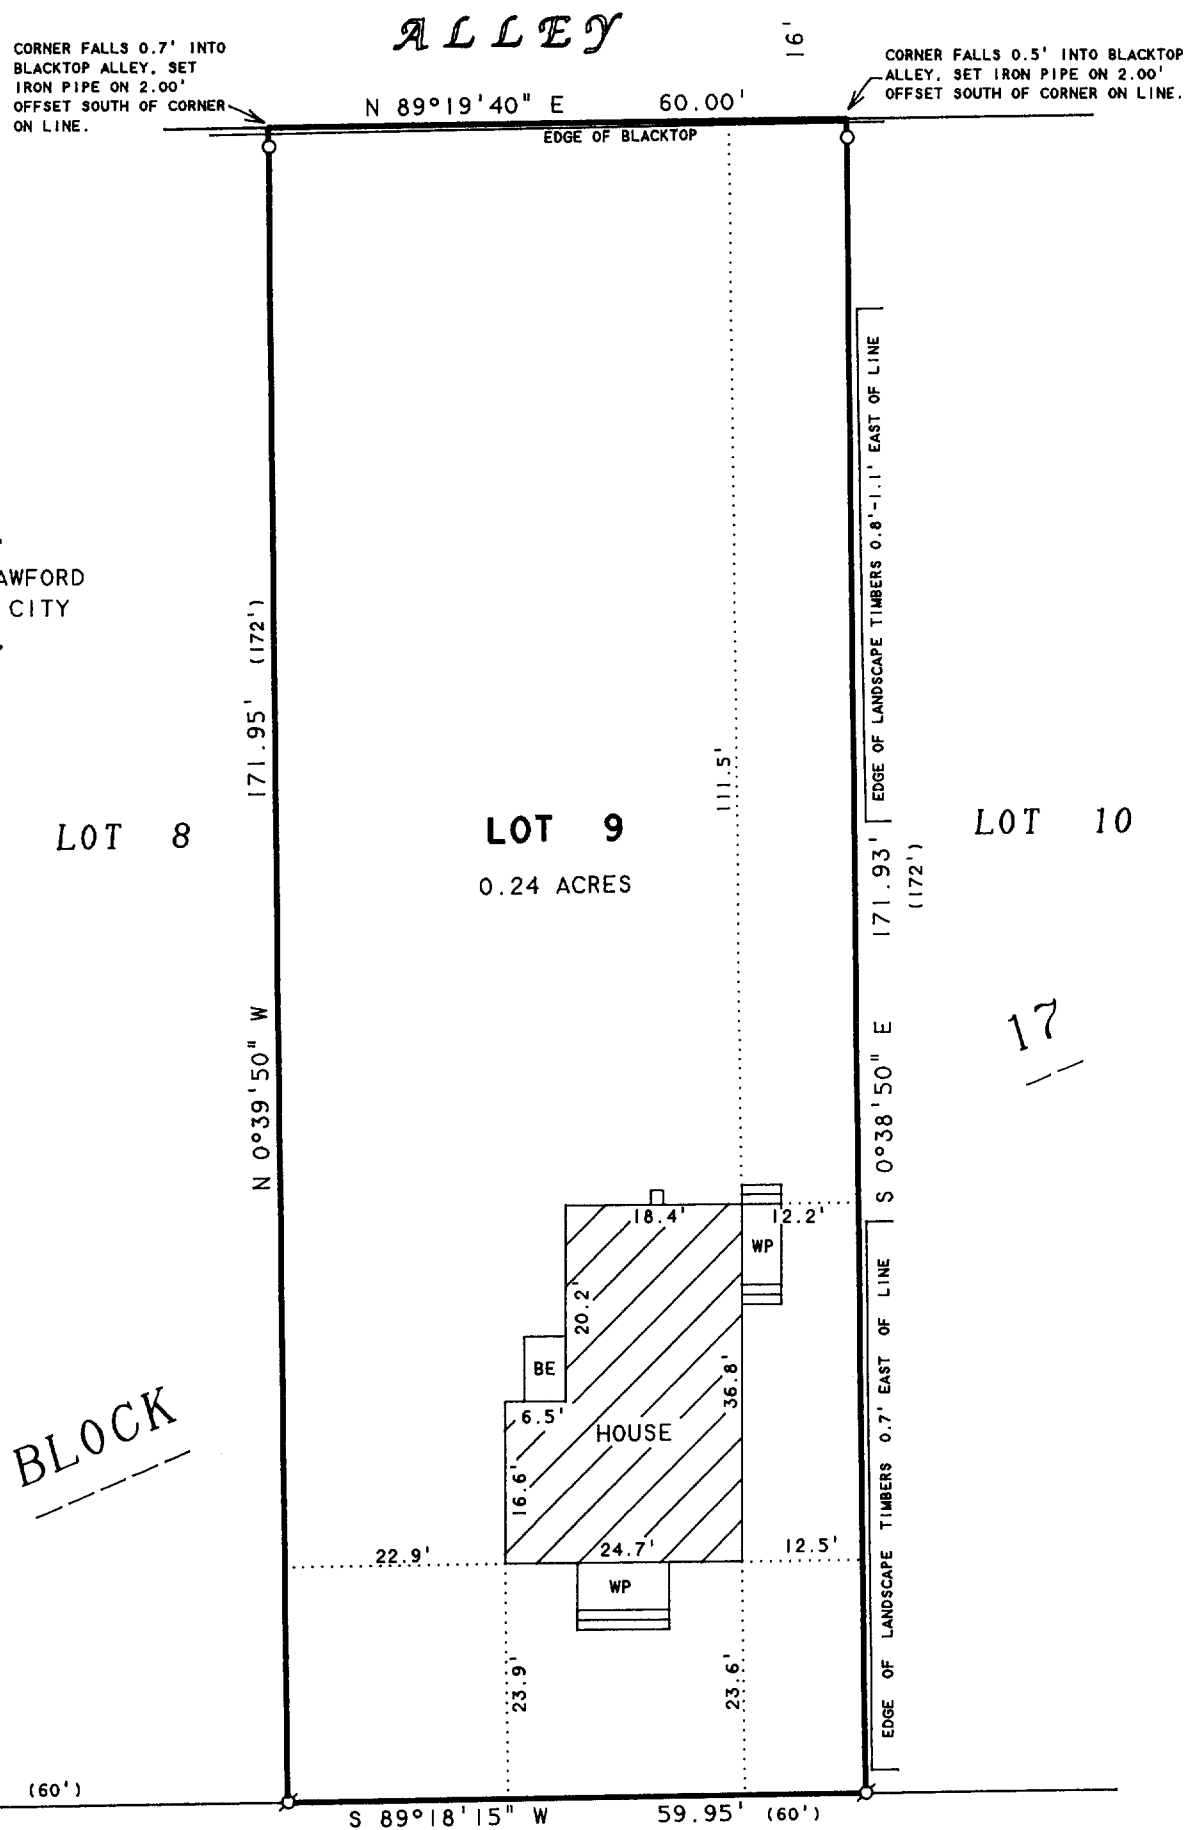 ALLEY
16'
CORNER FALLS 0.7' INTO
BLACKTOP ALLEY. SET
IRON PIPE ON 2.00'
OFFSET SOUTH OF CORNER
ON LINE.
CORNER FALLS 0.5' INTO BLACKTOP
ALLEY. SET IRON PIPE ON 2.00'
OFFSET SOUTH OF CORNER ON LINE.
N 89°19'40" E 60.00'
EDGE OF BLACKTOP
EDGE OF LANDSCAPE TIMBERS 0.8'-1.1' EAST OF LINE
AWFORD
CITY
171.95' (172')
111.5'
LOT 8
LOT 9
0.24 ACRES
LOT 10
171.93'
(172')
N 0°39'50" W
S 0°38'50" E
17
18.4'
12.2'
WP
20.2'
BE
36.8'
6.5'
HOUSE
16.6'
BLOCK
EDGE OF LANDSCAPE TIMBERS 0.7' EAST OF LINE
22.9'
24.7'
12.5'
WP
23.9'
23.6'
(60')
S 89°18'15" W 59.95' (60')